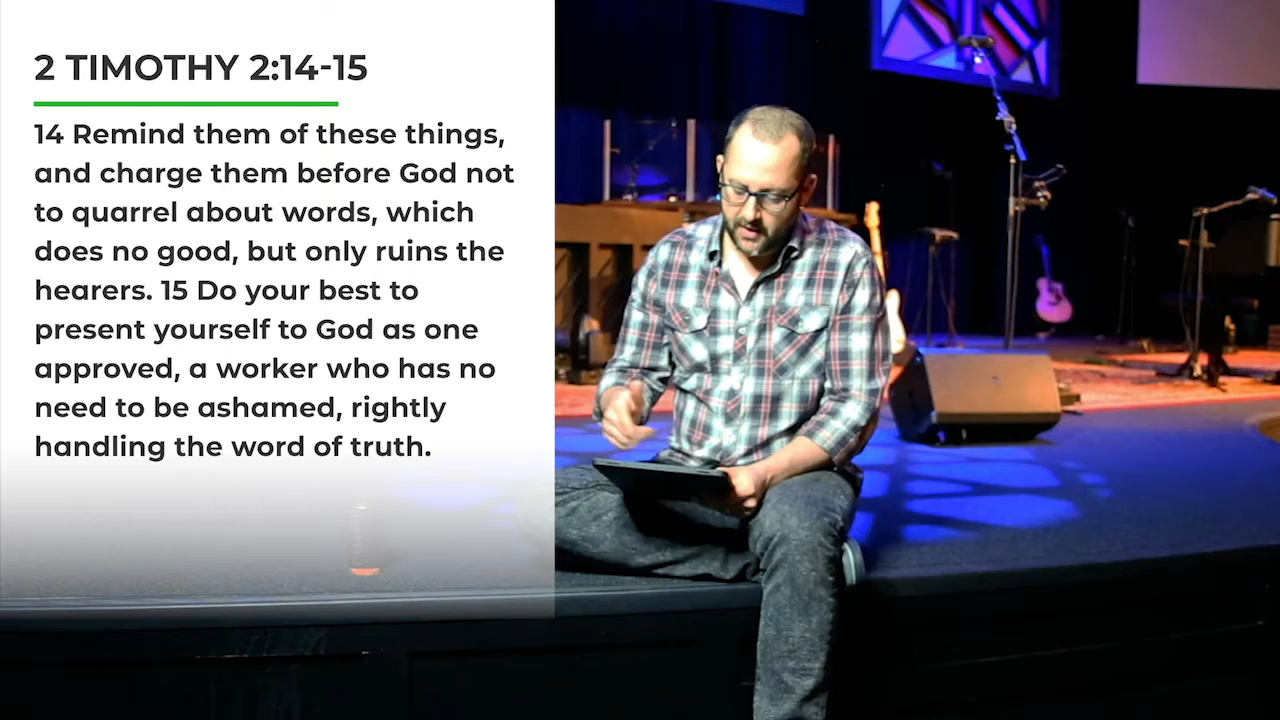 2 TIMOTHY 2:14-15
14 Remind them of these things,
and charge them before God not
to quarrel about words, which
does no good, but only ruins the
hearers. 15 Do your best to
present yourself to God as one
approved, a worker who has no
need to be ashamed, rightly
handling the word of truth.